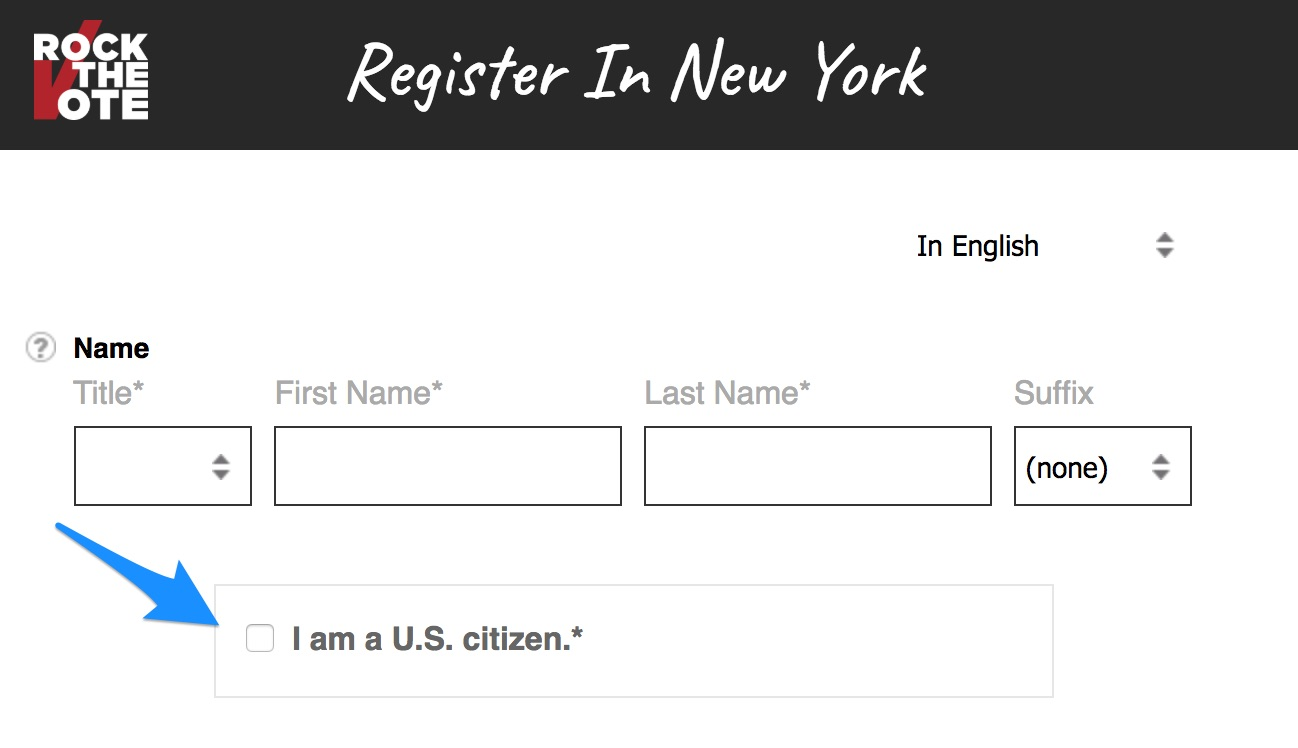 ROCK
THE
VOTE
Register In New York
In English
? Name
Title* First Name* Last Name* Suffix
(none)
I am a U.S. citizen.*